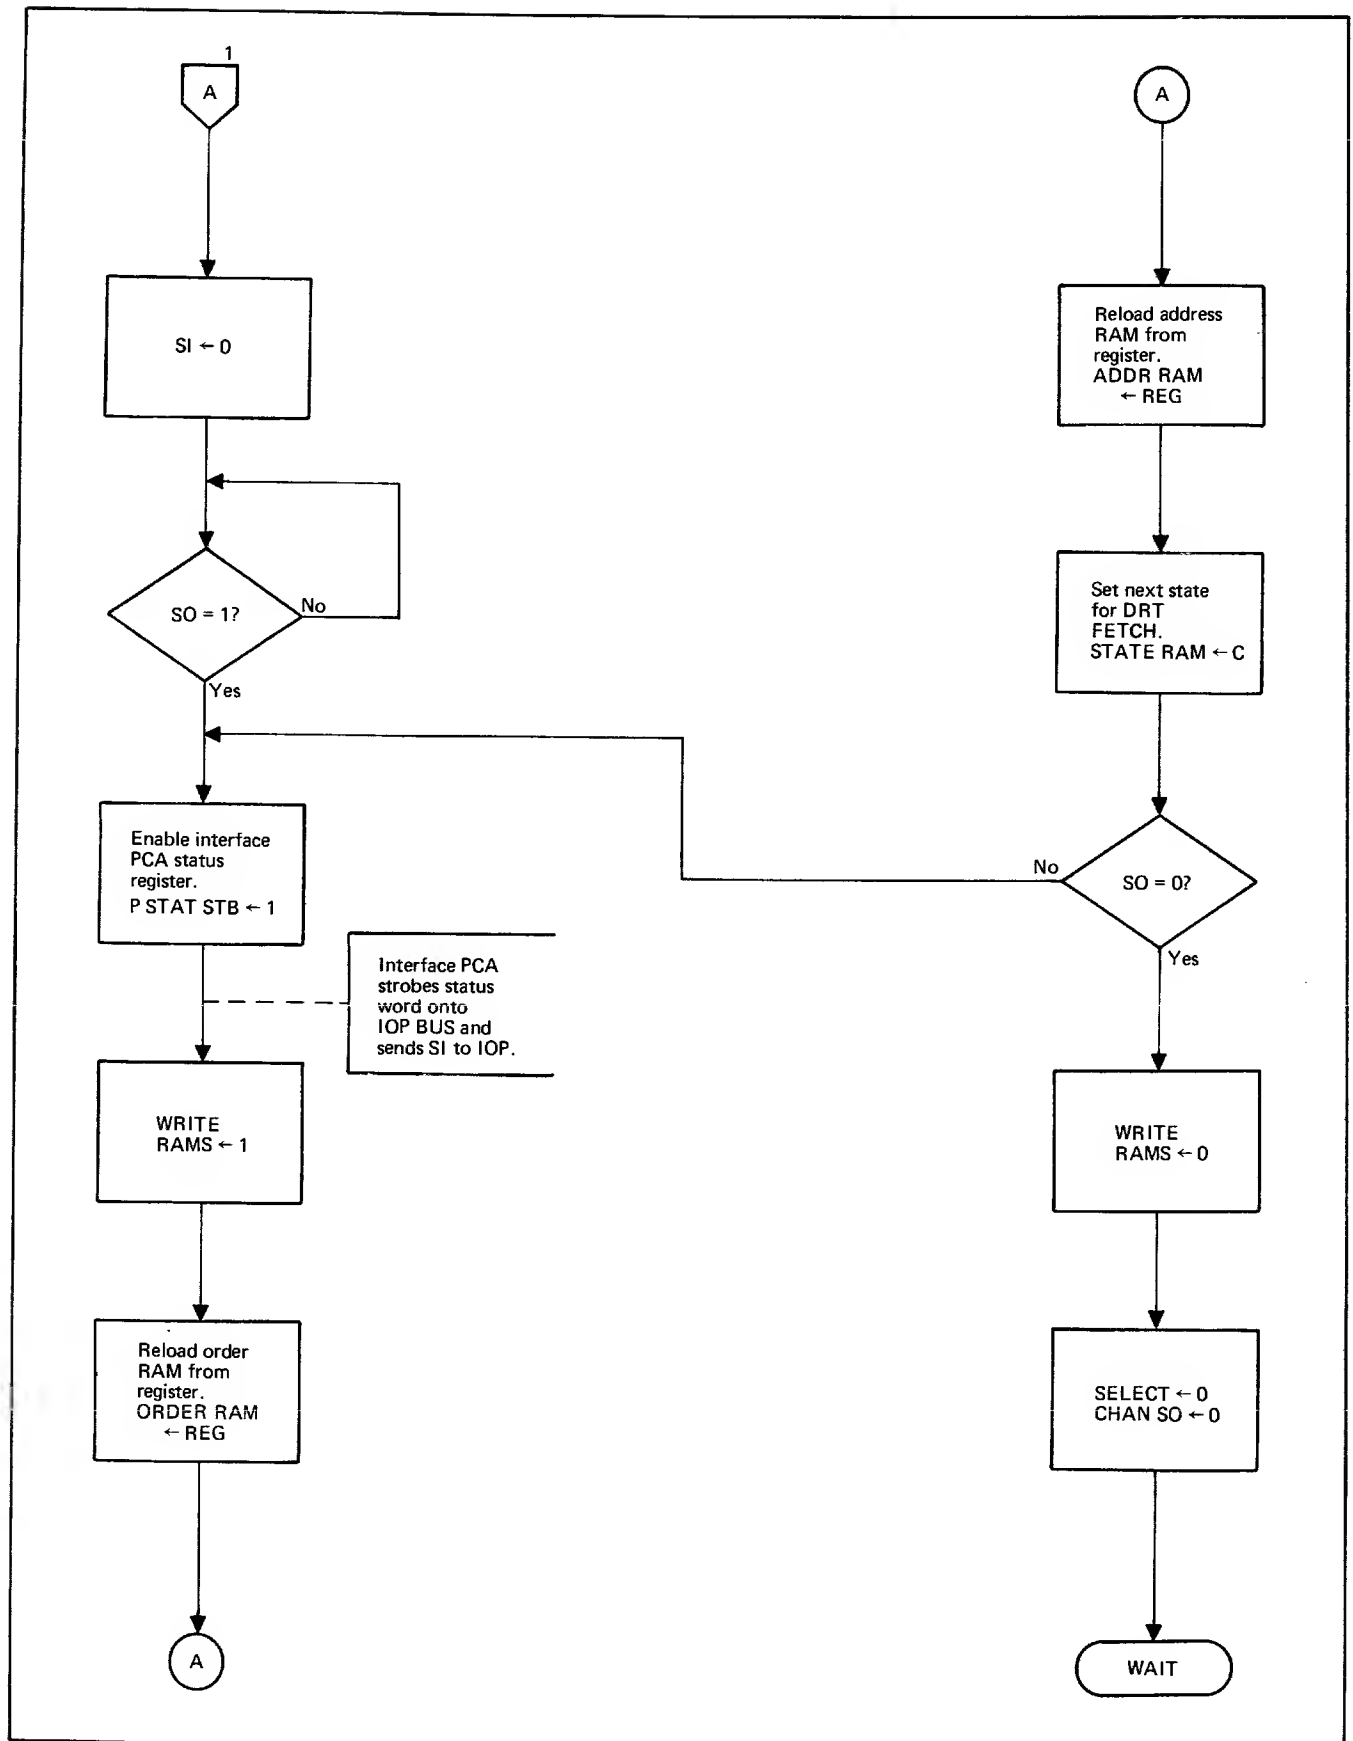 1
A
SI ← 0
SO = 1?
No
Yes
Enable interface
PCA status
register.
P STAT STB ← 1
Interface PCA
strobes status
word onto
IOP BUS and
sends SI to IOP.
WRITE
RAMS ← 1
Reload order
RAM from
register.
ORDER RAM
← REG
A
A
Reload address
RAM from
register.
ADDR RAM
← REG
Set next state
for DRT
FETCH.
STATE RAM ← C
SO = 0?
No
Yes
WRITE
RAMS ← 0
SELECT ← 0
CHAN SO ← 0
WAIT